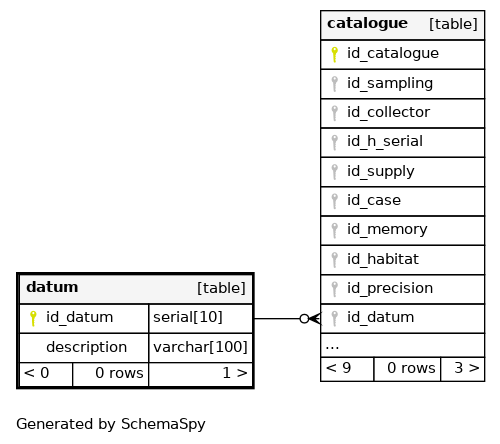 catalogue [table]
id_catalogue
id_sampling
id_collector
id_h_serial
id_supply
id_case
id_memory
id_habitat
id_precision
id_datum
...
< 9 0 rows 3 >
datum [table]
id_datum serial[10]
description varchar[100]
< 0 0 rows 1 >
Generated by SchemaSpy